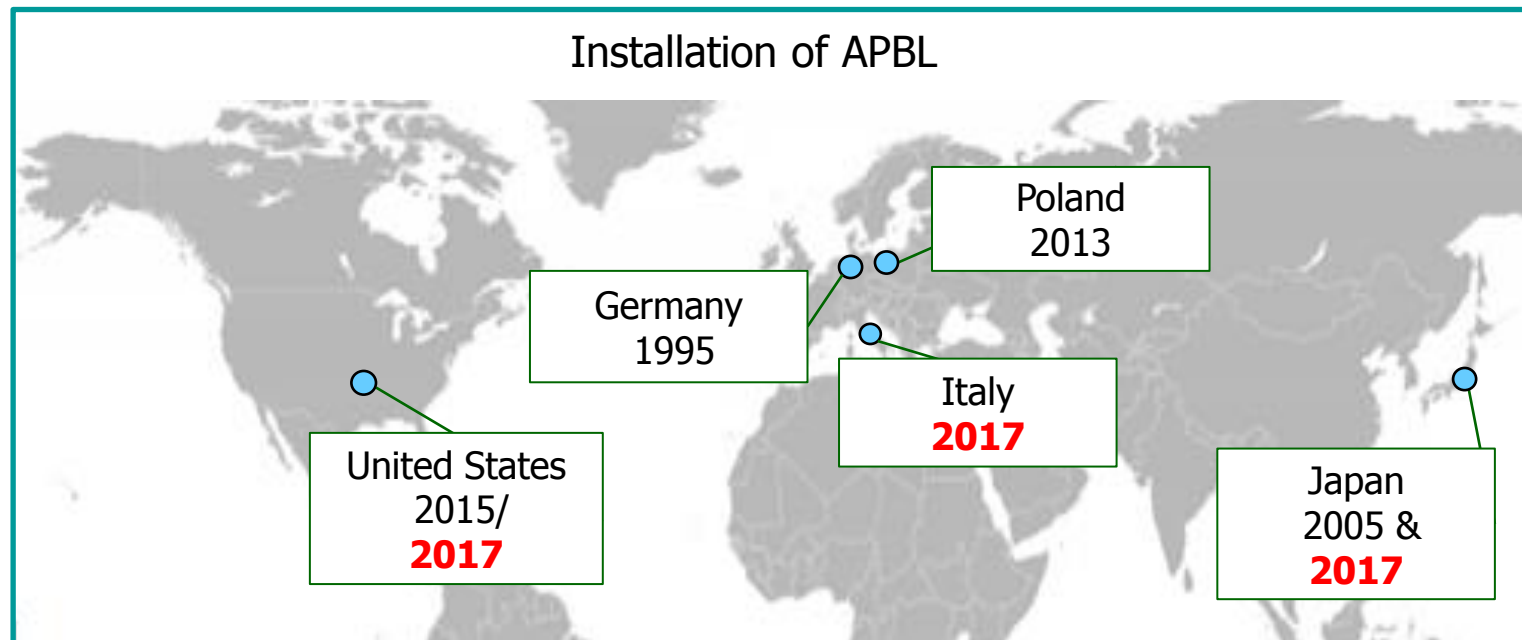 Installation of APBL
Poland
2013
Germany
1995
Italy
2017
United States
2015/
2017
Japan
2005 &
2017